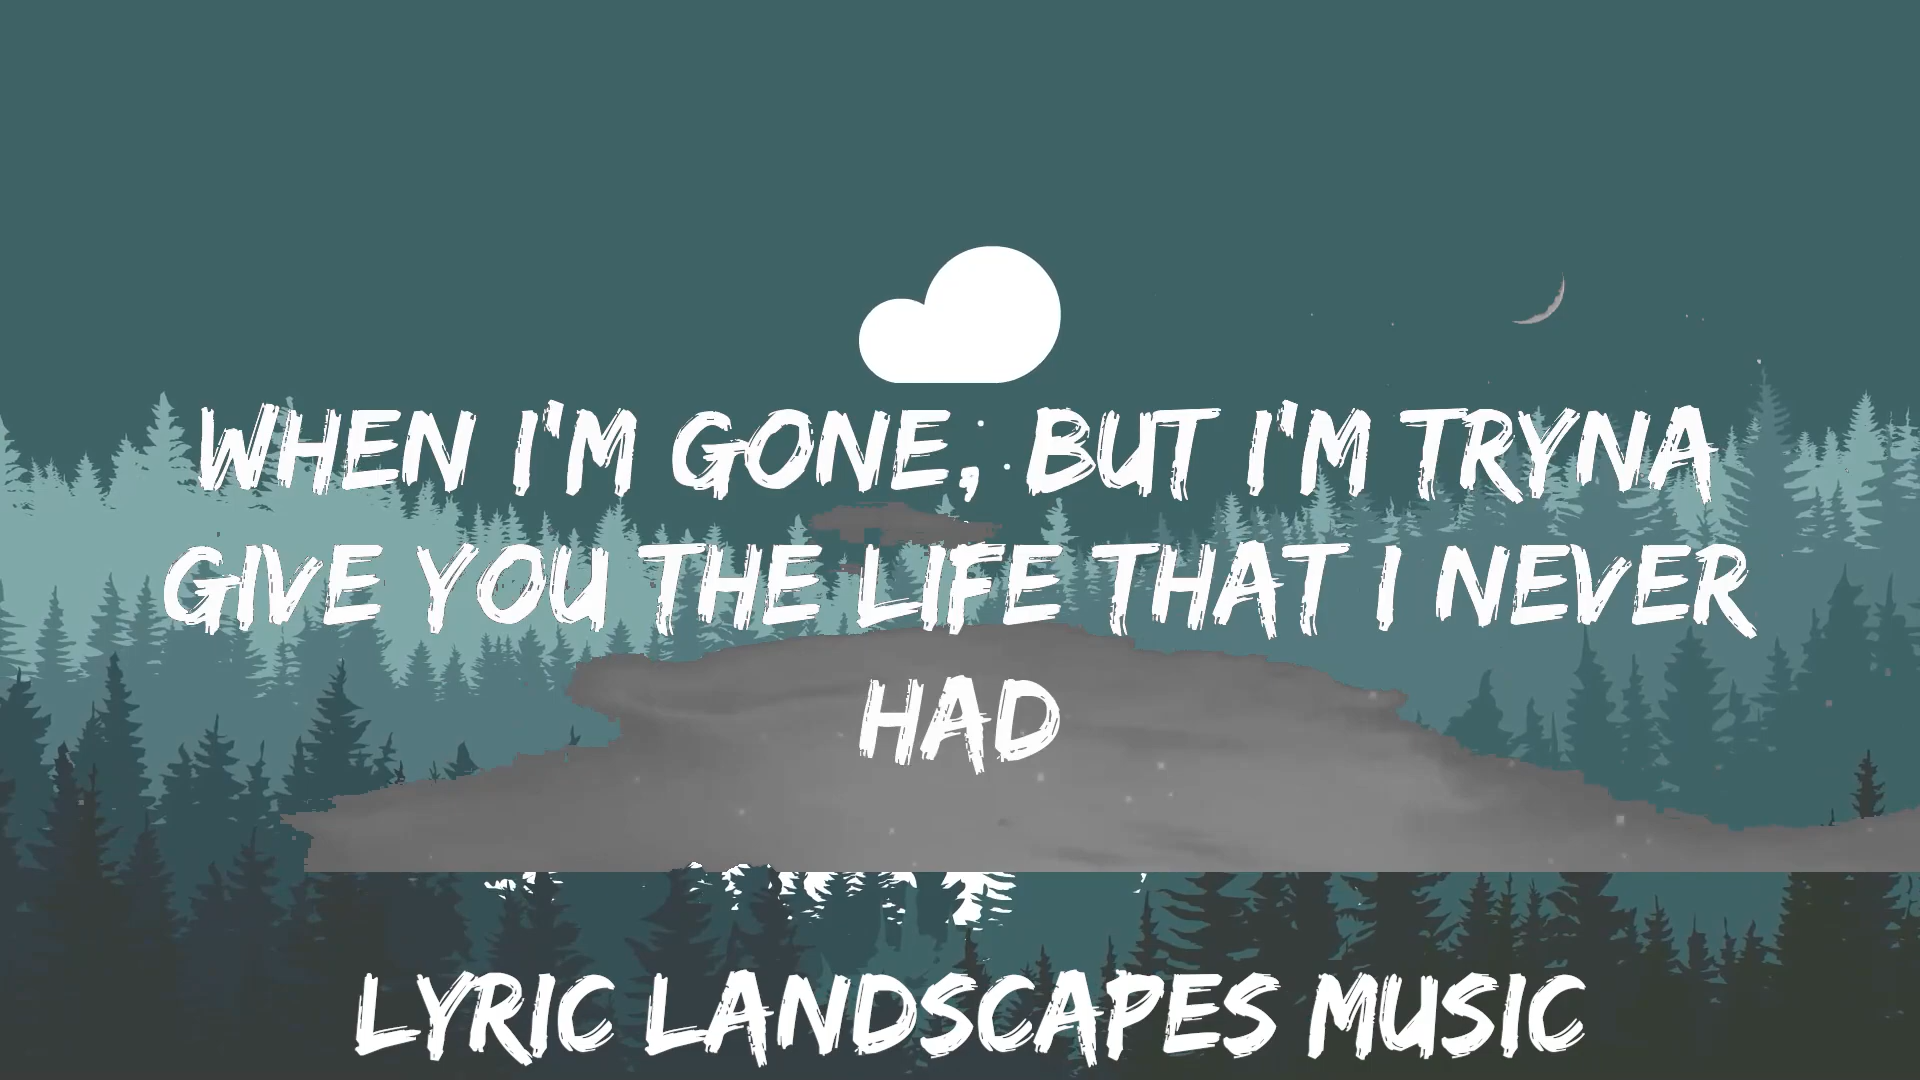 WHEN I'M GONE, BUT I'M TRYNA
GIVE YOU THE LIFE THAT I NEVER
HAD
LYRIC LANDSCAPES MUSIC